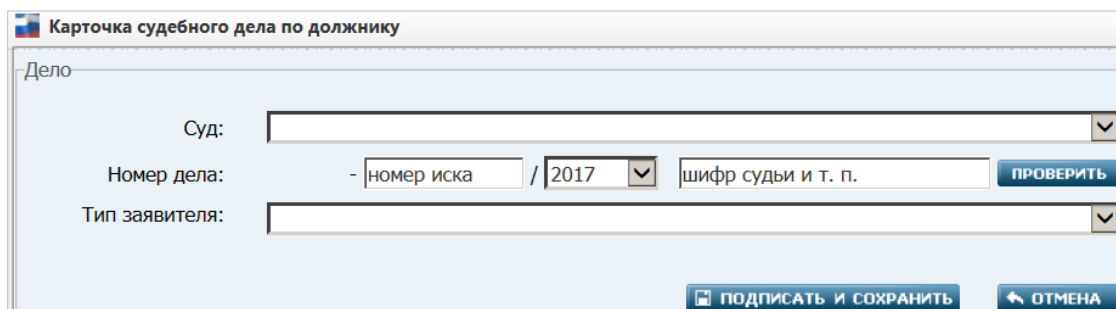 Карточка судебного дела по должнику
Дело
Суд:
Номер дела: - номер иска / 2017 шифр судьи и т. п. ПРОВЕРИТЬ
Тип заявителя:
ПОДПИСАТЬ И СОХРАНИТЬ ОТМЕНА